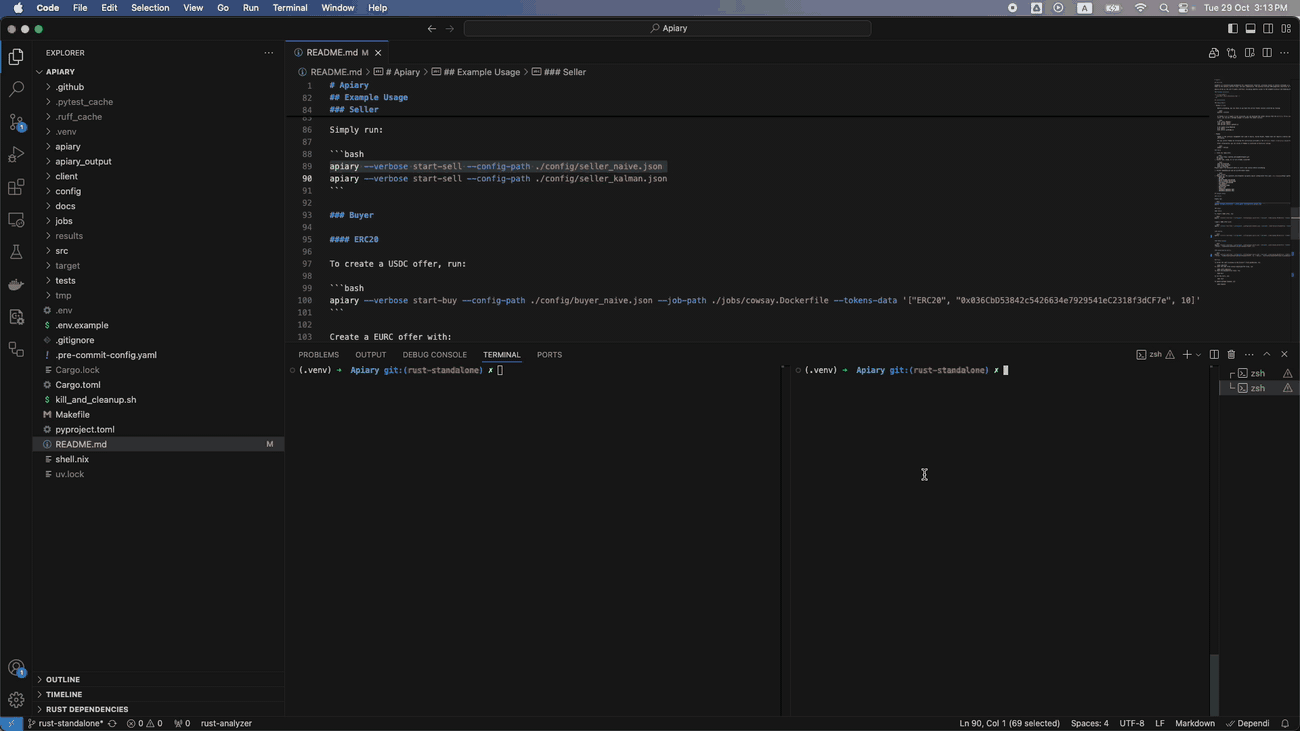 Code File Edit Selection View Go Run Terminal Window Help A Tue 29 Oct 3:13 PM
Apiary
EXPLORER
APIARY
.github
.pytest_cache
.ruff_cache
.venv
apiary
apiary_output
client
config
docs
jobs
results
src
target
tests
tmp
.env
$ .env.example
.gitignore
! .pre-commit-config.yaml
Cargo.lock
Cargo.toml
$ kill_and_cleanup.sh
M Makefile
pyproject.toml
README.md M
shell.nix
uv.lock
OUTLINE
TIMELINE
RUST DEPENDENCIES
1
1
README.md M
README.md > # Apiary > ## Example Usage > ### Seller
1 # Apiary
82 ## Example Usage
84 ### Seller
85
86 Simply run:
87
88 ```bash
89 apiary --verbose start-sell --config-path ./config/seller_naive.json
90 apiary --verbose start-sell --config-path ./config/seller_kalman.json
91 ```
92
93 ### Buyer
94
95 #### ERC20
96
97 To create a USDC offer, run:
98
99 ```bash
100 apiary --verbose start-buy --config-path ./config/buyer_naive.json --job-path ./jobs/cowsay.Dockerfile --tokens-data '["ERC20", "0x036CbD53842c5426634e7929541eC2318f3dCF7e", 10]'
101 ```
102
103 Create a EURC offer with:
PROBLEMS OUTPUT DEBUG CONSOLE TERMINAL PORTS zsh
(.venv) → Apiary git:(rust-standalone) ✗
(.venv) → Apiary git:(rust-standalone) ✗
zsh
zsh
rust-standalone* 0 0 0 rust-analyzer Ln 90, Col 1 (69 selected) Spaces: 4 UTF-8 LF Markdown Dependi